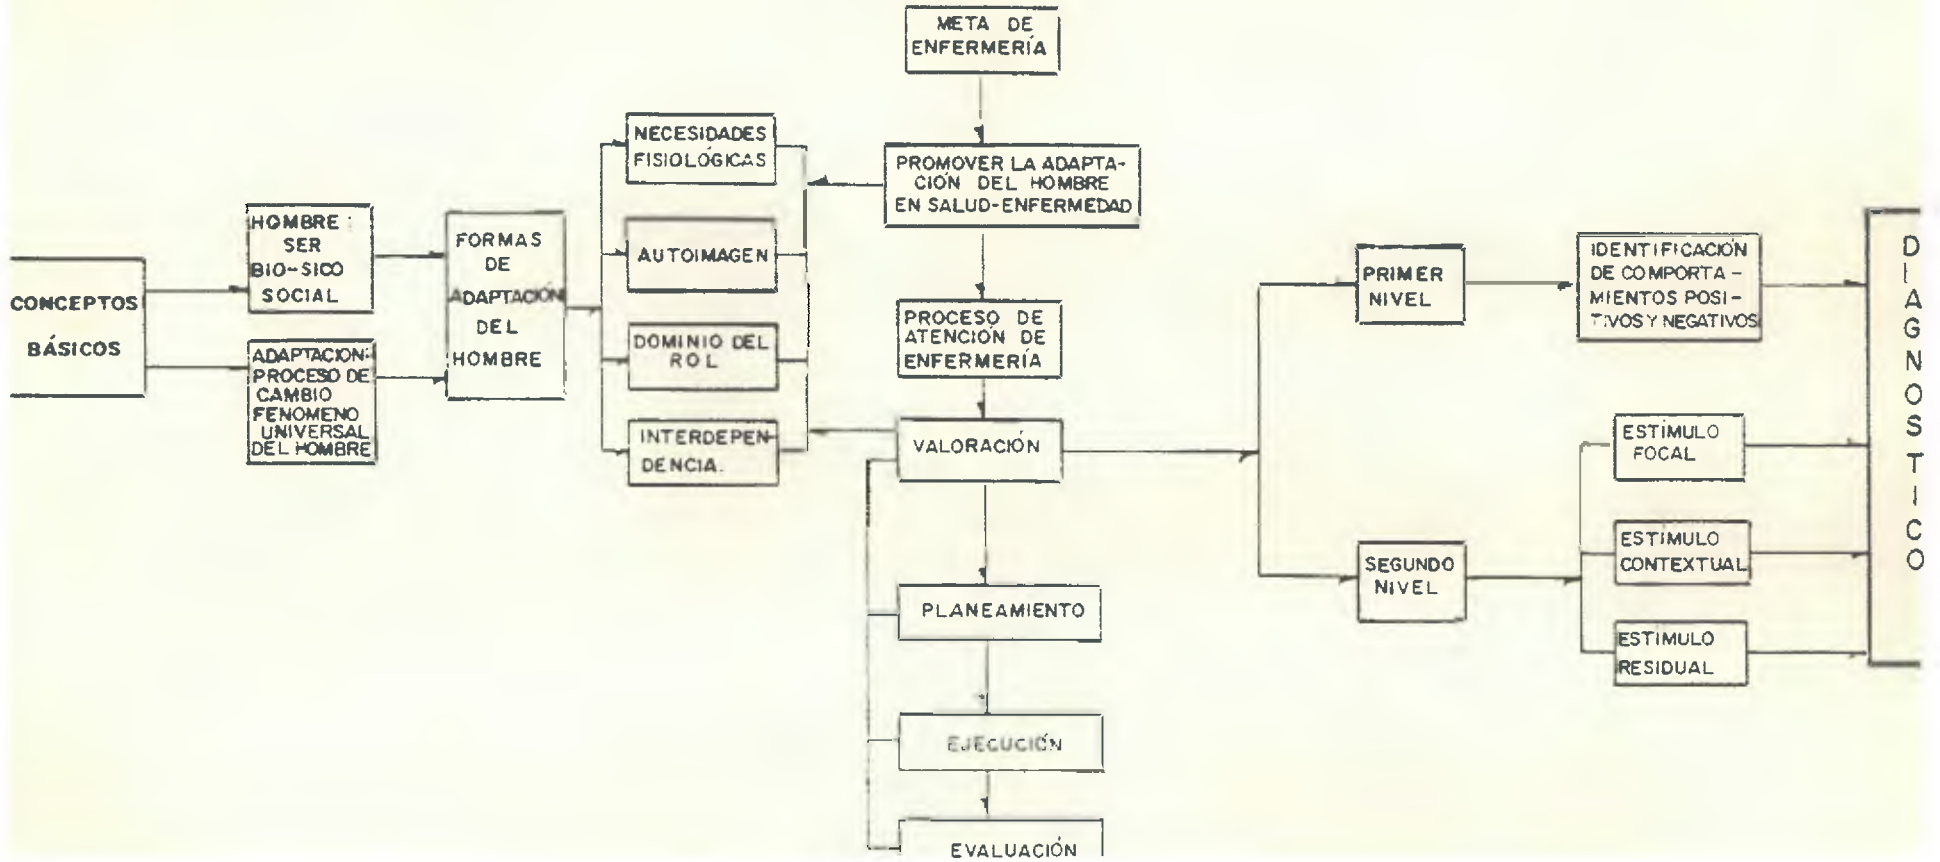 META DE
ENFERMERÍA
NECESIDADES
FISIOLÓGICAS
PROMOVER LA ADAPTA-
CIÓN DEL HOMBRE
EN SALUD-ENFERMEDAD
HOMBRE :
SER
BIO-SICO
SOCIAL
FORMAS
DE
ADAPTACIÓN
DEL
HOMBRE
AUTOIMAGEN
CONCEPTOS
BÁSICOS
ADAPTACION:
PROCESO DE
CAMBIO
FENOMENO
UNIVERSAL
DEL HOMBRE
DOMINIO DEL
ROL
INTERDEPEN-
DENCIA.
PROCESO DE
ATENCIÓN DE
ENFERMERÍA
VALORACIÓN
PLANEAMIENTO
EJECUCIÓN
EVALUACIÓN
PRIMER
NIVEL
IDENTIFICACIÓN
DE COMPORTA-
MIENTOS POSI-
TIVOS Y NEGATIVOS
SEGUNDO
NIVEL
ESTÍMULO
FOCAL
ESTÍMULO
CONTEXTUAL
ESTÍMULO
RESIDUAL
DIAGNOSTICO